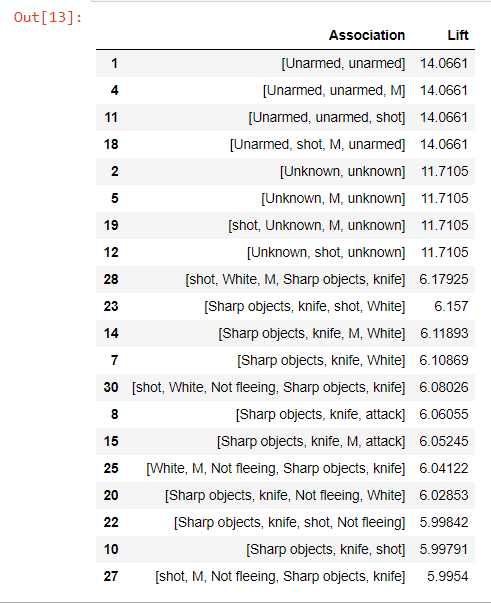 Out[13]:
Association Lift
1 [Unarmed, unarmed] 14.0661
4 [Unarmed, unarmed, M] 14.0661
11 [Unarmed, unarmed, shot] 14.0661
18 [Unarmed, shot, M, unarmed] 14.0661
2 [Unknown, unknown] 11.7105
5 [Unknown, M, unknown] 11.7105
19 [shot, Unknown, M, unknown] 11.7105
12 [Unknown, shot, unknown] 11.7105
28 [shot, White, M, Sharp objects, knife] 6.17925
23 [Sharp objects, knife, shot, White] 6.157
14 [Sharp objects, knife, M, White] 6.11893
7 [Sharp objects, knife, White] 6.10869
30 [shot, White, Not fleeing, Sharp objects, knife] 6.08026
8 [Sharp objects, knife, attack] 6.06055
15 [Sharp objects, knife, M, attack] 6.05245
25 [White, M, Not fleeing, Sharp objects, knife] 6.04122
20 [Sharp objects, knife, Not fleeing, White] 6.02853
22 [Sharp objects, knife, shot, Not fleeing] 5.99842
10 [Sharp objects, knife, shot] 5.99791
27 [shot, M, Not fleeing, Sharp objects, knife] 5.9954